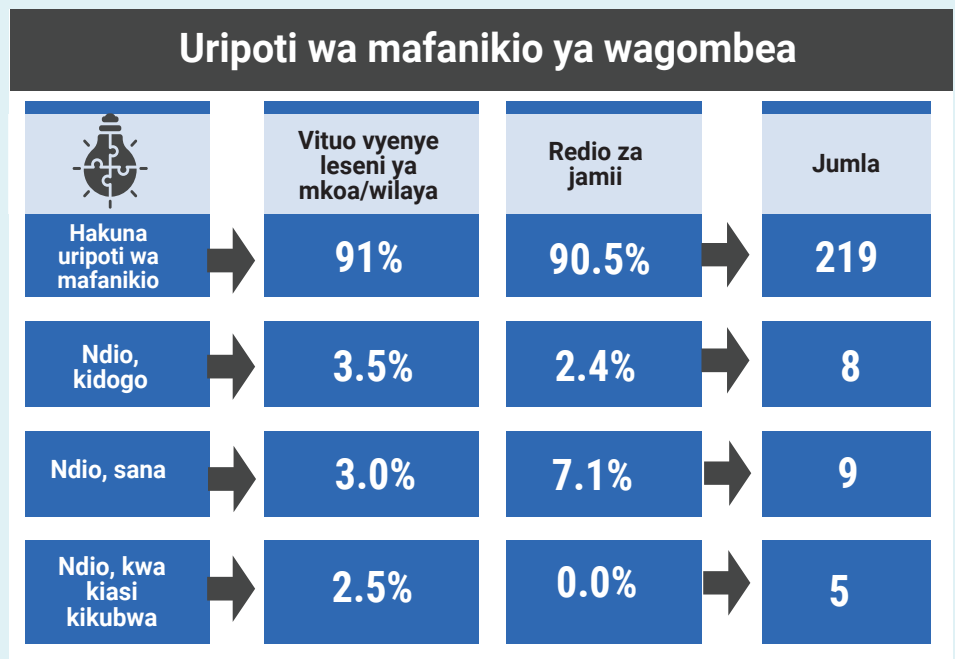 Uripoti wa mafanikio ya wagombea
Vituo vyenye
leseni ya
mkoa/wilaya
Redio za
jamii
Jumla
Hakuna
uripoti wa
mafanikio
91%
90.5%
219
Ndio,
kidogo
3.5%
2.4%
8
Ndio, sana
3.0%
7.1%
9
Ndio, kwa
kiasi
kikubwa
2.5%
0.0%
5